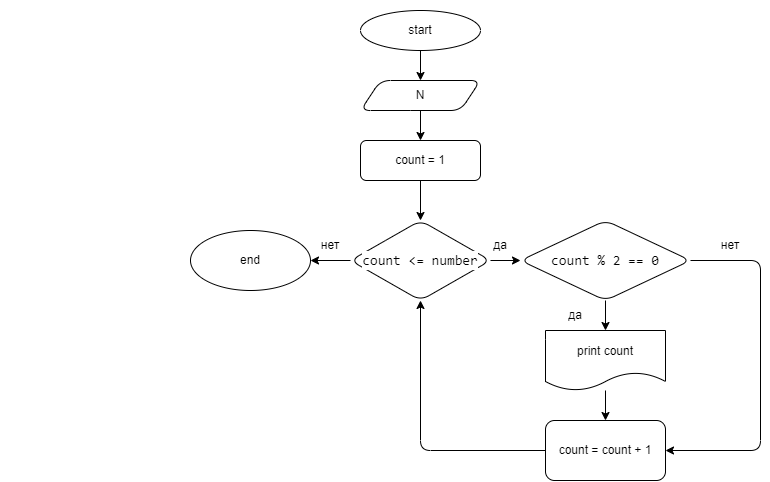 start
N
count = 1
end
нет
count <= number
да
count % 2 == 0
нет
да
print count
count = count + 1